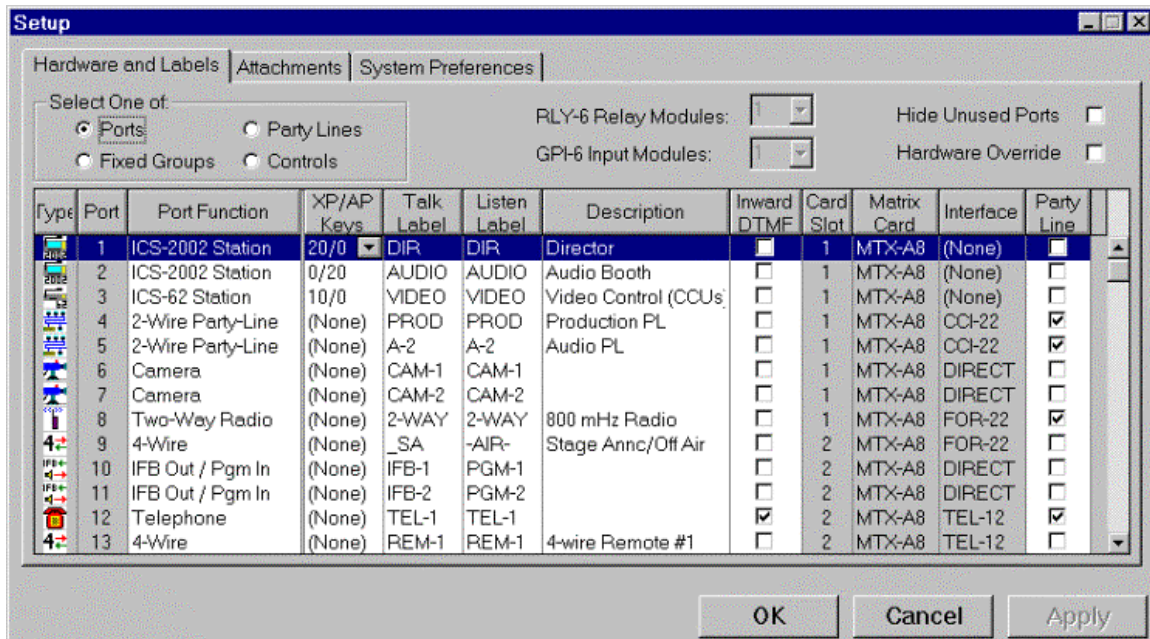 Setup
Hardware and Labels Attachments System Preferences
Select One of:
Ports Party Lines
Fixed Groups Controls
RLY-6 Relay Modules: 1
GPI-6 Input Modules: 1
Hide Unused Ports
Hardware Override
Type Port Port Function XP/AP Keys Talk Label Listen Label Description Inward DTMF Card Slot Matrix Card Interface Party Line
1 ICS-2002 Station 20/0 DIR DIR Director 1 MTX-A8 (None)
2 ICS-2002 Station 0/20 AUDIO AUDIO Audio Booth 1 MTX-A8 (None)
3 ICS-62 Station 10/0 VIDEO VIDEO Video Control (CCUs) 1 MTX-A8 (None)
4 2-Wire Party-Line (None) PROD PROD Production PL 1 MTX-A8 CCI-22
5 2-Wire Party-Line (None) A-2 A-2 Audio PL 1 MTX-A8 CCI-22
6 Camera (None) CAM-1 CAM-1 1 MTX-A8 DIRECT
7 Camera (None) CAM-2 CAM-2 1 MTX-A8 DIRECT
8 Two-Way Radio (None) 2-WAY 2-WAY 800 mHz Radio 1 MTX-A8 FOR-22
9 4-Wire (None) _SA -AIR- Stage Annc/Off Air 2 MTX-A8 FOR-22
10 IFB Out / Pgm In (None) IFB-1 PGM-1 2 MTX-A8 DIRECT
11 IFB Out / Pgm In (None) IFB-2 PGM-2 2 MTX-A8 DIRECT
12 Telephone (None) TEL-1 TEL-1 2 MTX-A8 TEL-12
13 4-Wire (None) REM-1 REM-1 4-wire Remote #1 2 MTX-A8 TEL-12
OK Cancel Apply